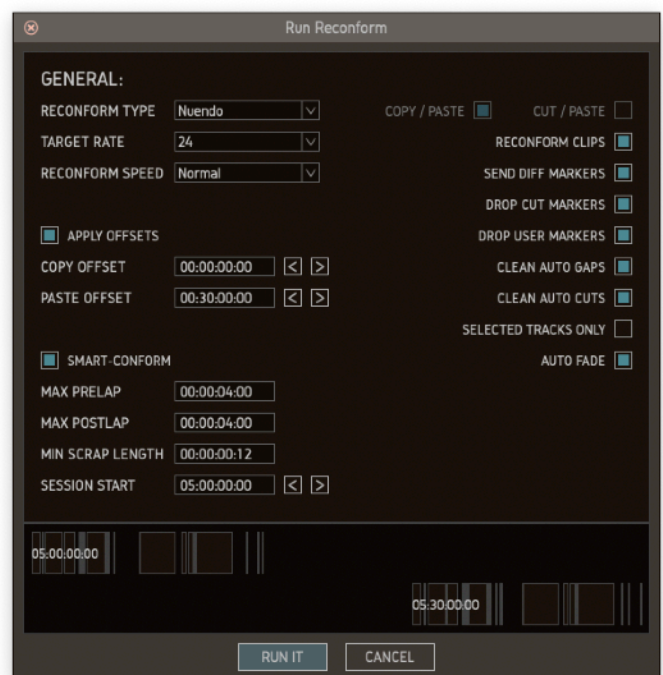 Run Reconform
GENERAL:
RECONFORM TYPE Nuendo COPY / PASTE CUT / PASTE
TARGET RATE 24 RECONFORM CLIPS
RECONFORM SPEED Normal SEND DIFF MARKERS
DROP CUT MARKERS
APPLY OFFSETS DROP USER MARKERS
COPY OFFSET 00:00:00:00 < > CLEAN AUTO GAPS
PASTE OFFSET 00:30:00:00 < > CLEAN AUTO CUTS
SELECTED TRACKS ONLY
SMART-CONFORM AUTO FADE
MAX PRELAP 00:00:04:00
MAX POSTLAP 00:00:04:00
MIN SCRAP LENGTH 00:00:00:12
SESSION START 05:00:00:00 < >
05:00:00:00
05:30:00:00
RUN IT CANCEL